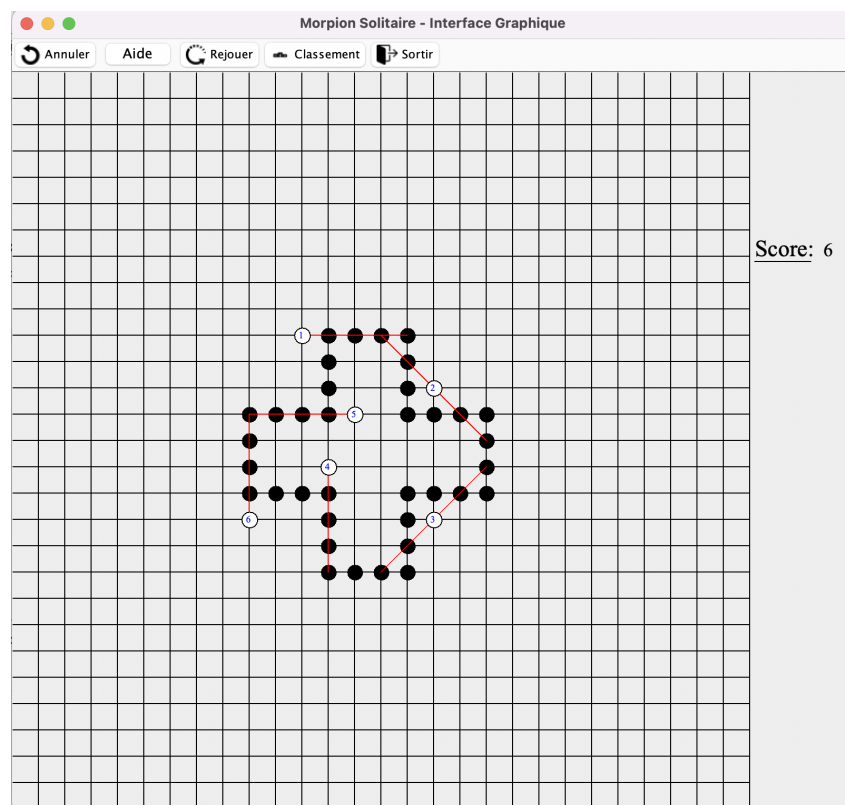 Morpion Solitaire - Interface Graphique
Annuler Aide Rejouer Classement Sortir
Score: 6
1
2
5
4
6 3